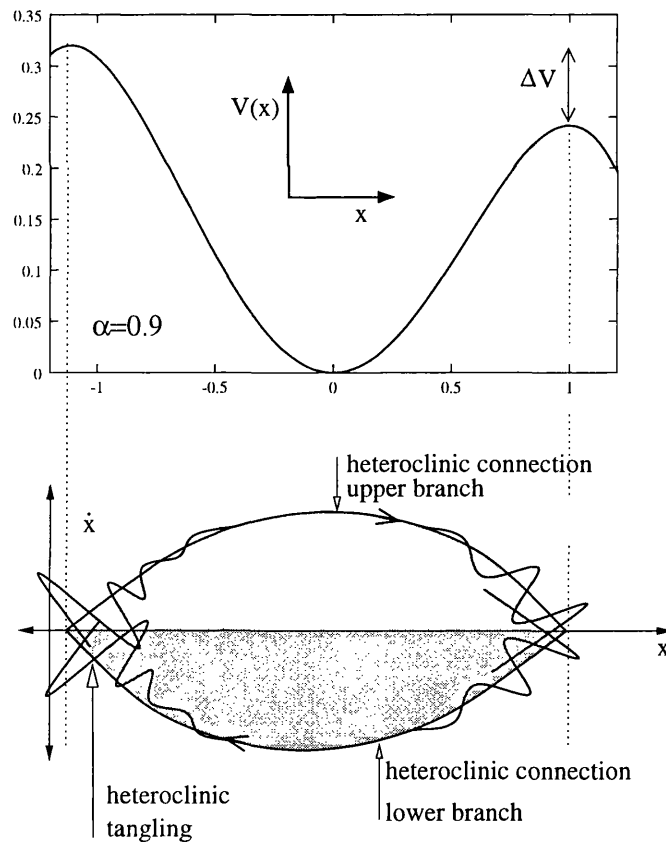 0.35
0.3
0.25
0.2
0.15
0.1
0.05
0
V(x)
x
ΔV
α=0.9
-1
-0.5
0
0.5
1
heteroclinic connection
upper branch
ẋ
x
heteroclinic
tangling
heteroclinic connection
lower branch